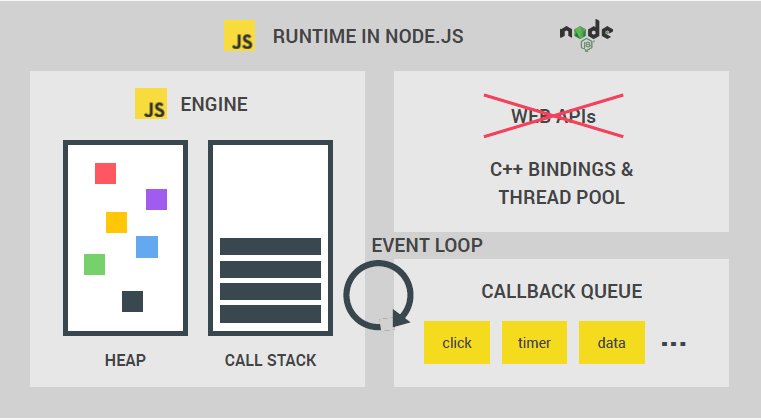 JS RUNTIME IN NODE.JS
node
JS
JS ENGINE
HEAP
CALL STACK
WEB APIs
C++ BINDINGS &
THREAD POOL
EVENT LOOP
CALLBACK QUEUE
click timer data ...